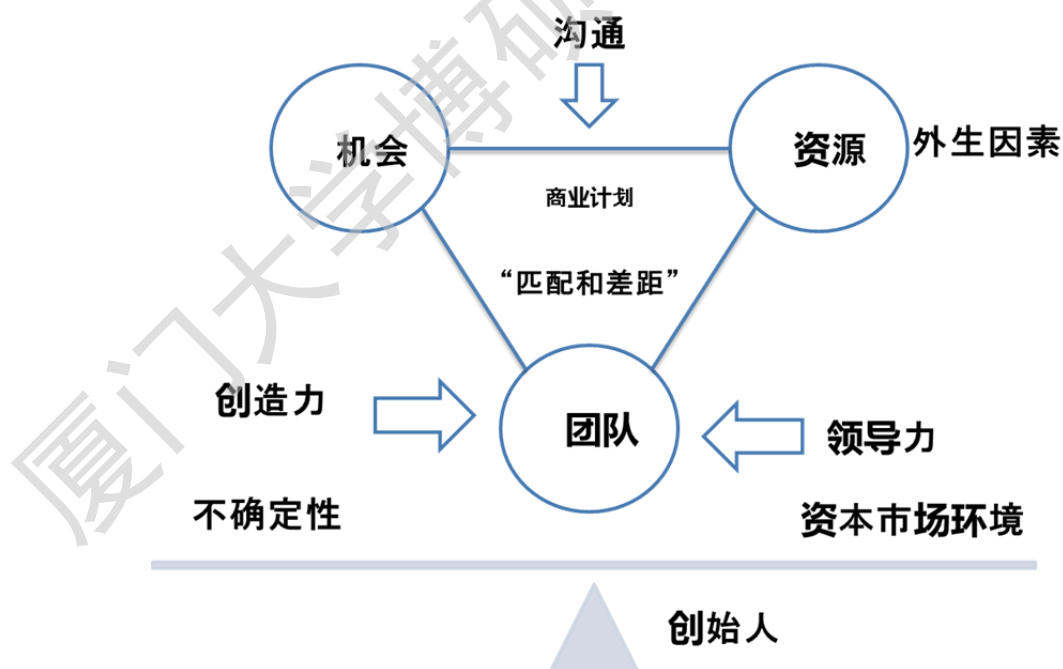 沟通
机会
资源
外生因素
商业计划
“匹配和差距”
创造力
团队
领导力
不确定性
资本市场环境
创始人
厦门大学博硕